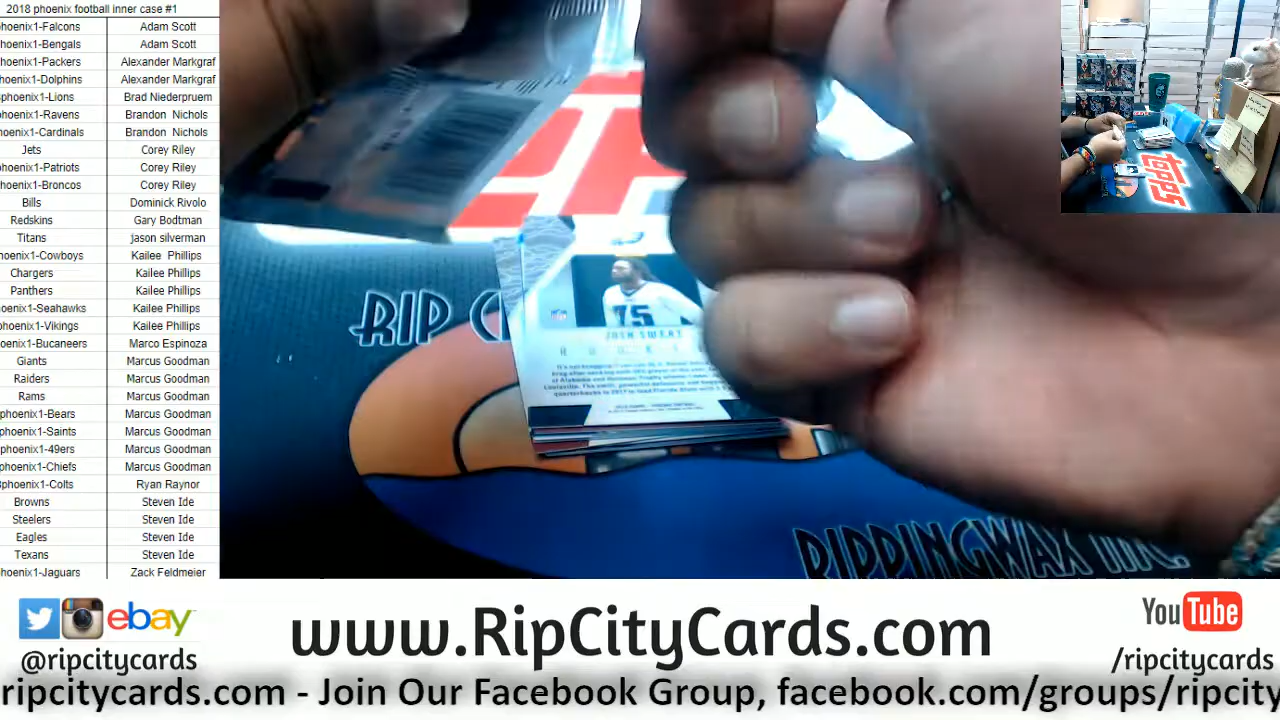 2018 phoenix football inner case #1
hoenix1-Falcons Adam Scott
hoenix1-Bengals Adam Scott
hoenix1-Packers Alexander Markgraf
hoenix1-Dolphins Alexander Markgraf
phoenix1-Lions Brad Niederpruem
hoenix1-Ravens Brandon Nichols
hoenix1-Cardinals Brandon Nichols
Jets Corey Riley
hoenix1-Patriots Corey Riley
hoenix1-Broncos Corey Riley
Bills Dominick Rivolo
Redskins Gary Bodtman
Titans jason silverman
hoenix1-Cowboys Kailee Phillips
Chargers Kailee Phillips
Panthers Kailee Phillips
hoenix1-Seahawks Kailee Phillips
phoenix1-Vikings Kailee Phillips
oenix1-Bucaneers Marco Espinoza
Giants Marcus Goodman
Raiders Marcus Goodman
Rams Marcus Goodman
phoenix1-Bears Marcus Goodman
phoenix1-Saints Marcus Goodman
phoenix1-49ers Marcus Goodman
hoenix1-Chiefs Marcus Goodman
phoenix1-Colts Ryan Raynor
Browns Steven Ide
Steelers Steven Ide
Eagles Steven Ide
Texans Steven Ide
hoenix1-Jaguars Zack Feldmeier
topps
RIP C
75
JOSH SWEAT
RIPPINGWAX INC.
ebay
@ripcitycards
www.RipCityCards.com
YouTube
/ripcitycards
ripcitycards.com - Join Our Facebook Group, facebook.com/groups/ripcity